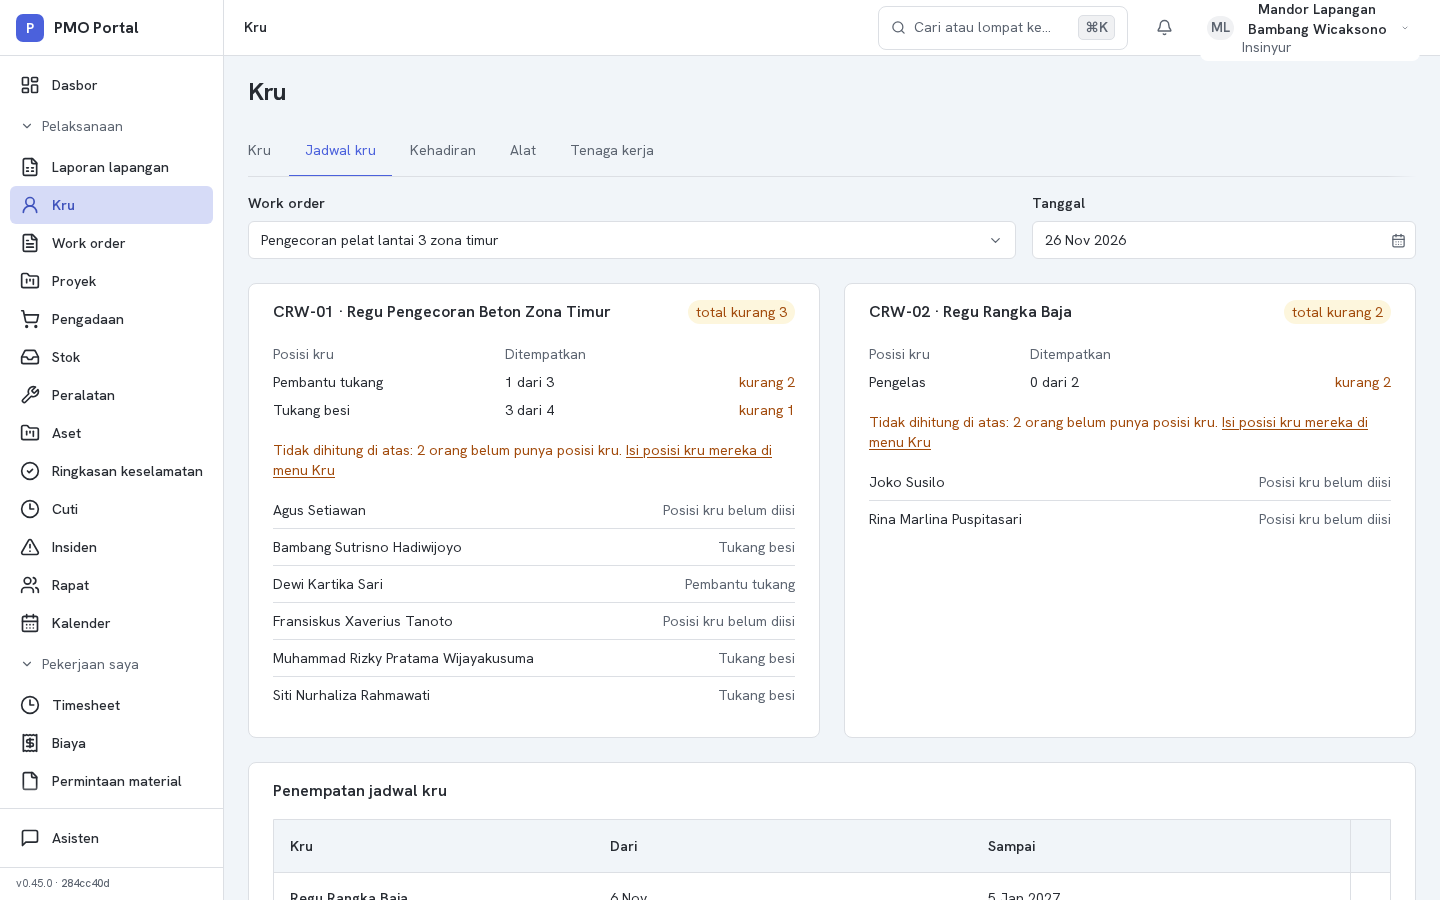 P PMO Portal
Kru
Cari atau lompat ke...
⌘K
ML
Mandor Lapangan
Bambang Wicaksono
Insinyur
Dasbor
Pelaksanaan
Laporan lapangan
Kru
Work order
Proyek
Pengadaan
Stok
Peralatan
Aset
Ringkasan keselamatan
Cuti
Insiden
Rapat
Kalender
Pekerjaan saya
Timesheet
Biaya
Permintaan material
Asisten
v0.45.0 · 284cc40d
Kru
Kru Jadwal kru Kehadiran Alat Tenaga kerja
Work order
Pengecoran pelat lantai 3 zona timur
Tanggal
26 Nov 2026
CRW-01 · Regu Pengecoran Beton Zona Timur total kurang 3
Posisi kru Ditempatkan
Pembantu tukang 1 dari 3 kurang 2
Tukang besi 3 dari 4 kurang 1
Tidak dihitung di atas: 2 orang belum punya posisi kru. Isi posisi kru mereka di
menu Kru
Agus Setiawan Posisi kru belum diisi
Bambang Sutrisno Hadiwijoyo Tukang besi
Dewi Kartika Sari Pembantu tukang
Fransiskus Xaverius Tanoto Posisi kru belum diisi
Muhammad Rizky Pratama Wijayakusuma Tukang besi
Siti Nurhaliza Rahmawati Tukang besi
CRW-02 · Regu Rangka Baja total kurang 2
Posisi kru Ditempatkan
Pengelas 0 dari 2 kurang 2
Tidak dihitung di atas: 2 orang belum punya posisi kru. Isi posisi kru mereka di
menu Kru
Joko Susilo Posisi kru belum diisi
Rina Marlina Puspitasari Posisi kru belum diisi
Penempatan jadwal kru
Kru Dari Sampai
Regu Rangka Baja 6 Nov 5 Jan 2027